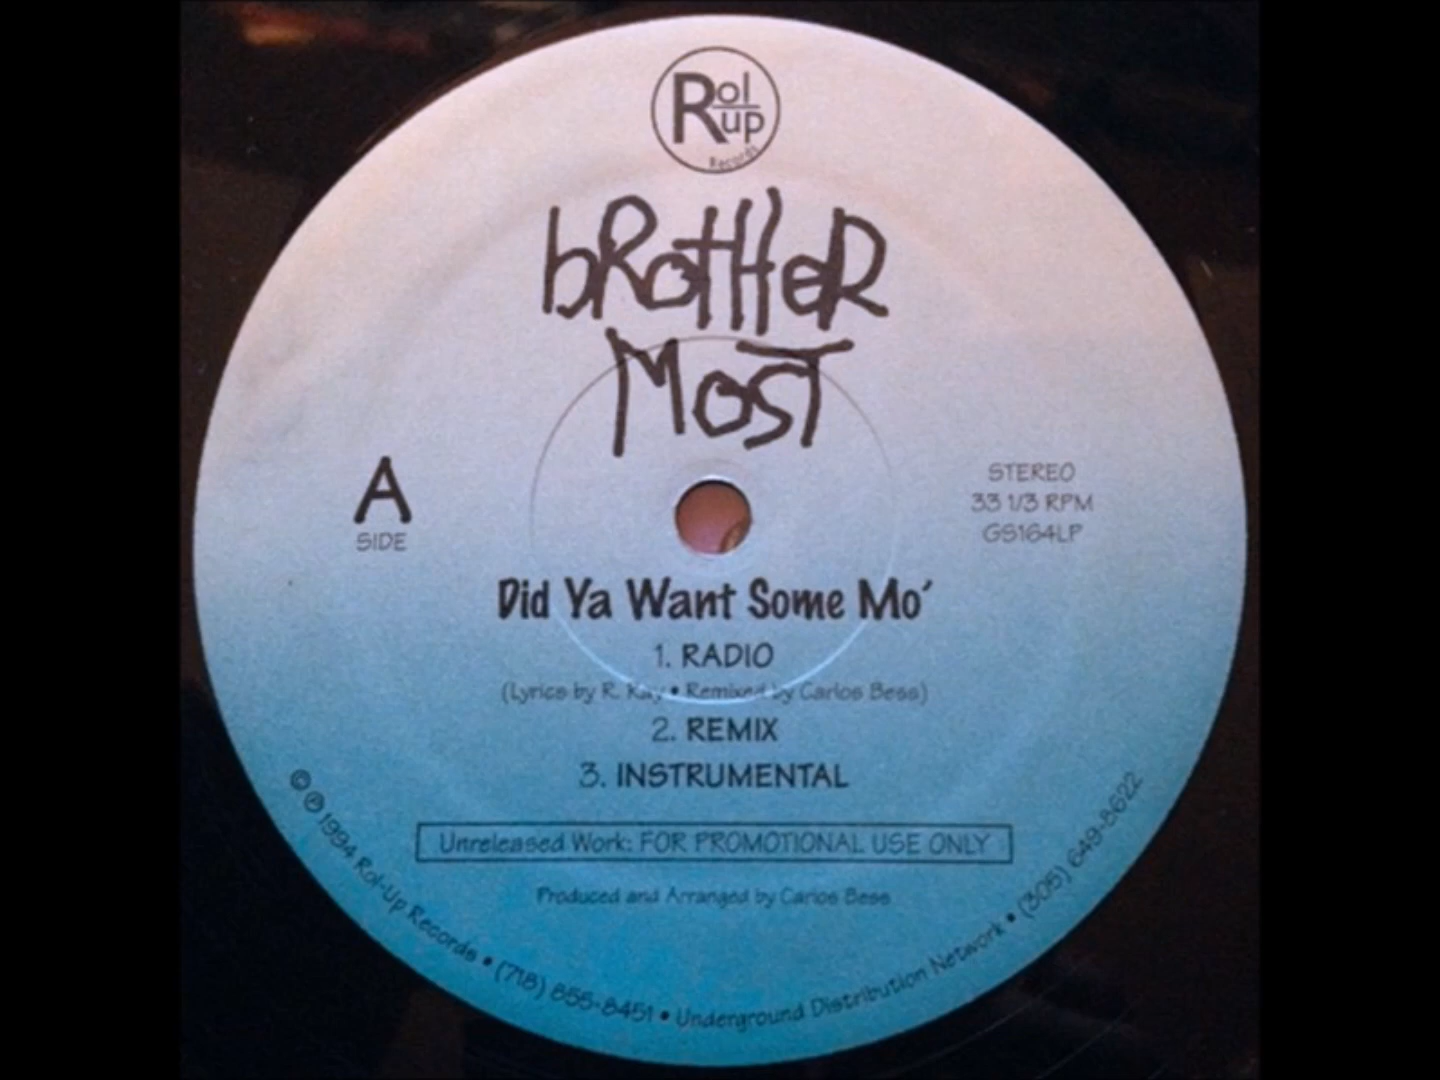 Rol
up
Records
bRoTHeR
MosT
A
SIDE
STEREO
33 1/3 RPM
GS164LP
Did Ya Want Some Mo'
1. RADIO
(Lyrics by R. Kay • Remixed by Carlos Bess)
2. REMIX
3. INSTRUMENTAL
Unreleased Work: FOR PROMOTIONAL USE ONLY
Produced and Arranged by Carlos Bess
© ℗ 1994 Rol-Up Records • (718) 855-8451 • Underground Distribution Network • (305) 649-8622